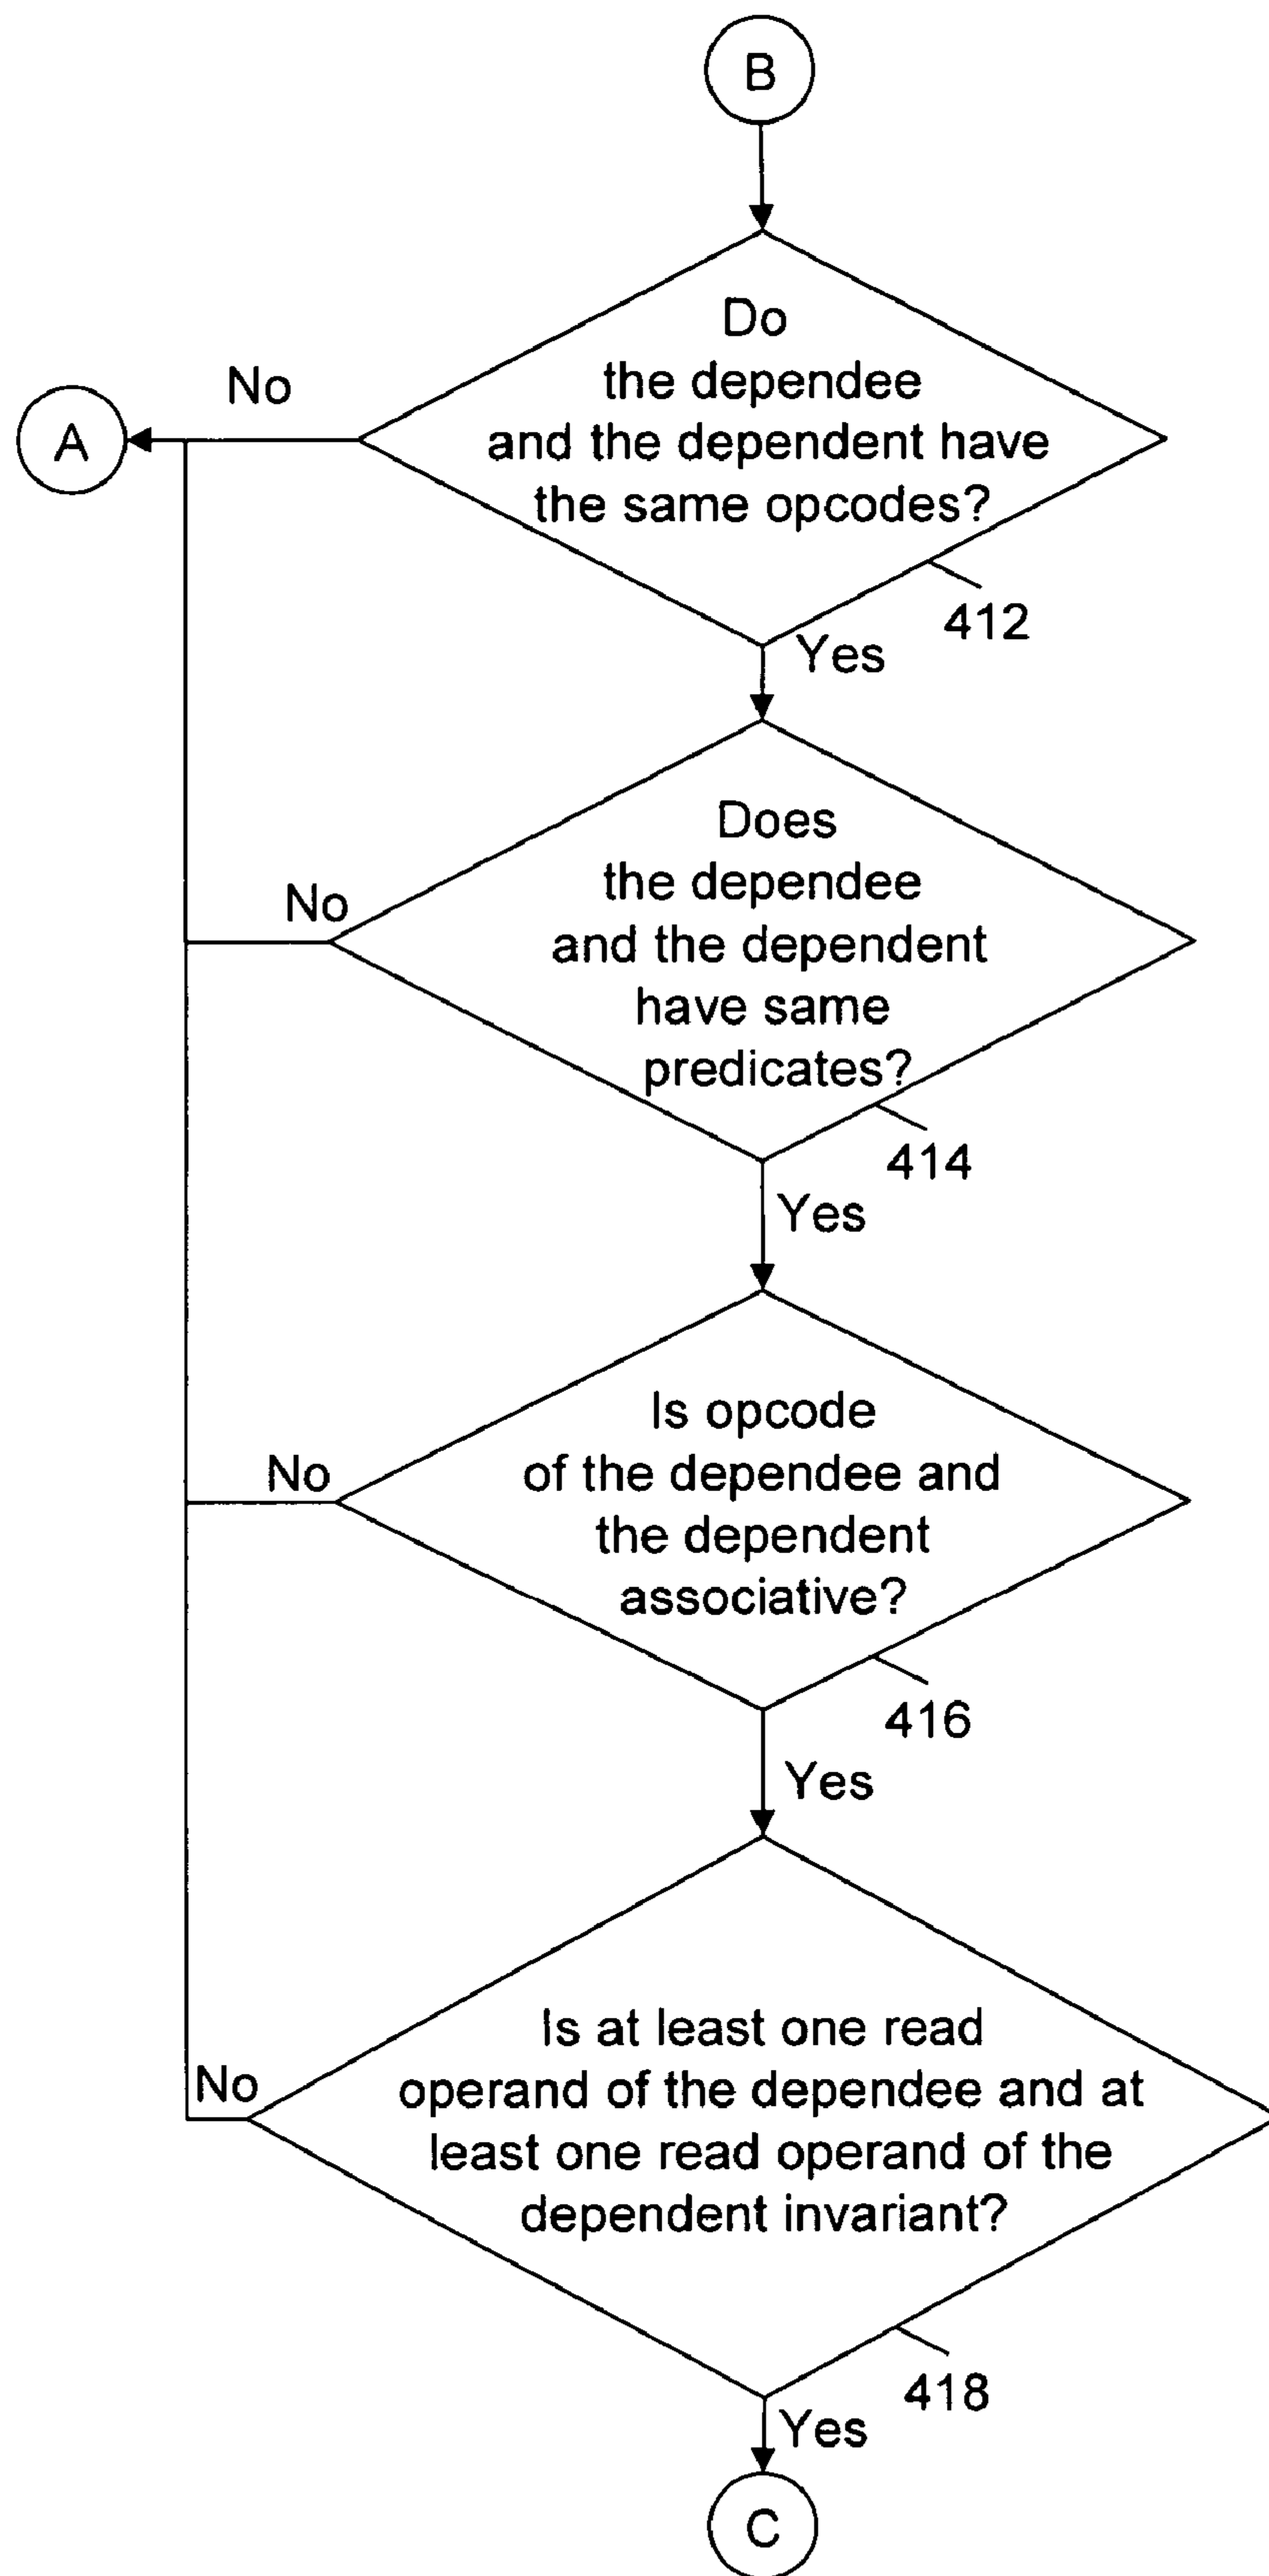 B
Do
the dependee
and the dependent have
the same opcodes?
No
A
412
Yes
Does
the dependee
and the dependent
have same
predicates?
No
414
Yes
Is opcode
of the dependee and
the dependent
associative?
No
416
Yes
Is at least one read
operand of the dependee and at
least one read operand of the
dependent invariant?
No
418
Yes
C